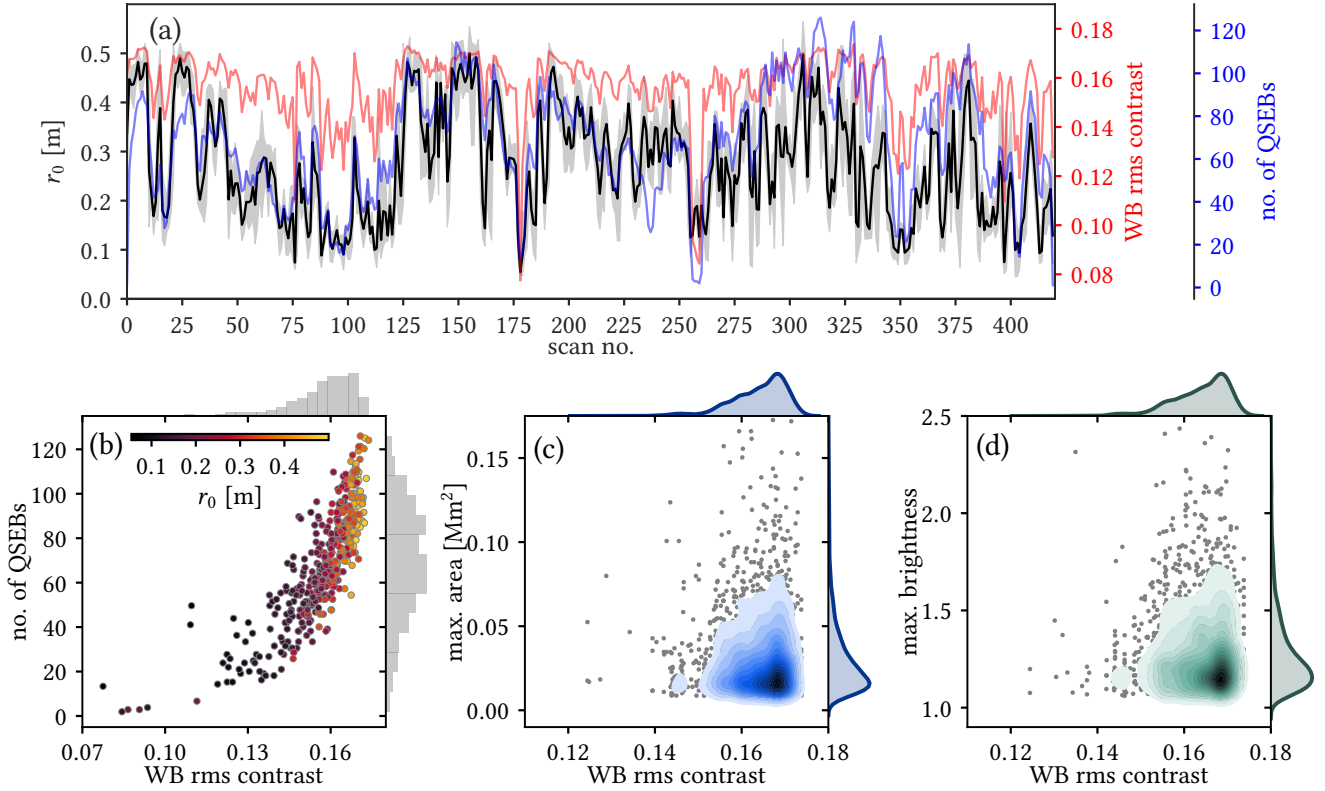 (a)
0.5
0.4
0.3
0.2
0.1
0.0
r₀ [m]
0 25 50 75 100 125 150 175 200 225 250 275 300 325 350 375 400
scan no.
0.18
0.16
0.14
0.12
0.10
0.08
WB rms contrast
120
100
80
60
40
20
0
no. of QSEBs
(b)
0.1 0.2 0.3 0.4
r₀ [m]
120
100
80
60
40
20
0
no. of QSEBs
0.07 0.10 0.13 0.16
WB rms contrast
(c)
0.15
0.10
0.05
0.00
max. area [Mm²]
0.12 0.14 0.16 0.18
WB rms contrast
(d)
2.5
2.0
1.5
1.0
max. brightness
0.12 0.14 0.16 0.18
WB rms contrast